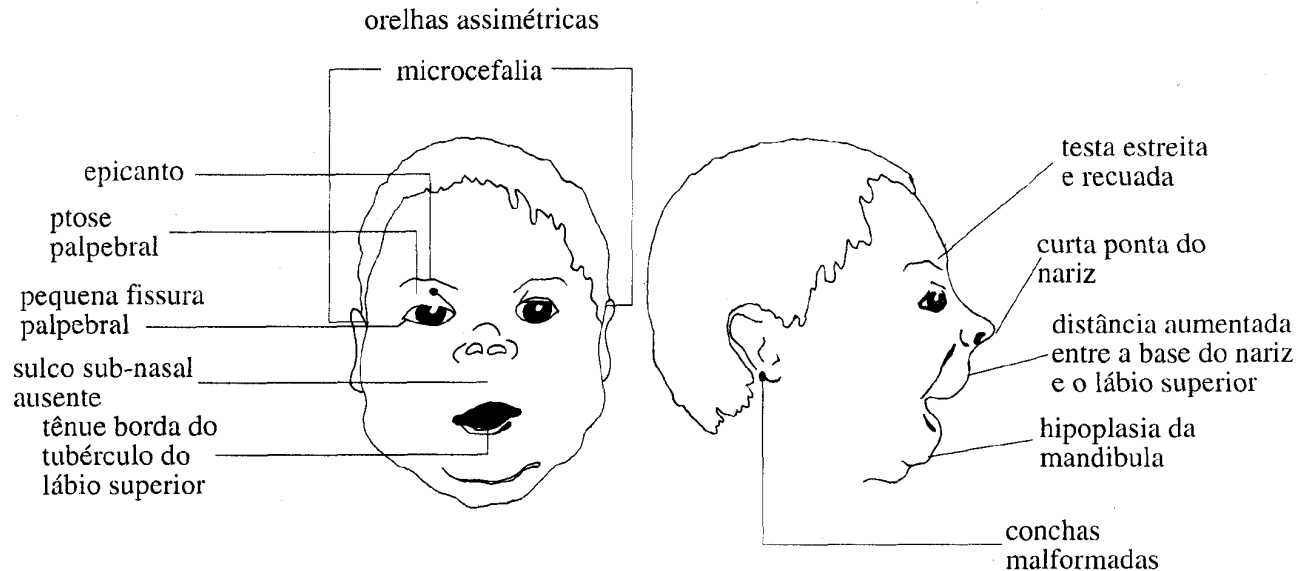 orelhas assimétricas
microcefalia
epicanto
ptose
palpebral
pequena fissura
palpebral
sulco sub-nasal
ausente
tênue borda do
tubérculo do
lábio superior
testa estreita
e recuada
curta ponta do
nariz
distância aumentada
entre a base do nariz
e o lábio superior
hipoplasia da
mandibula
conchas
malformadas